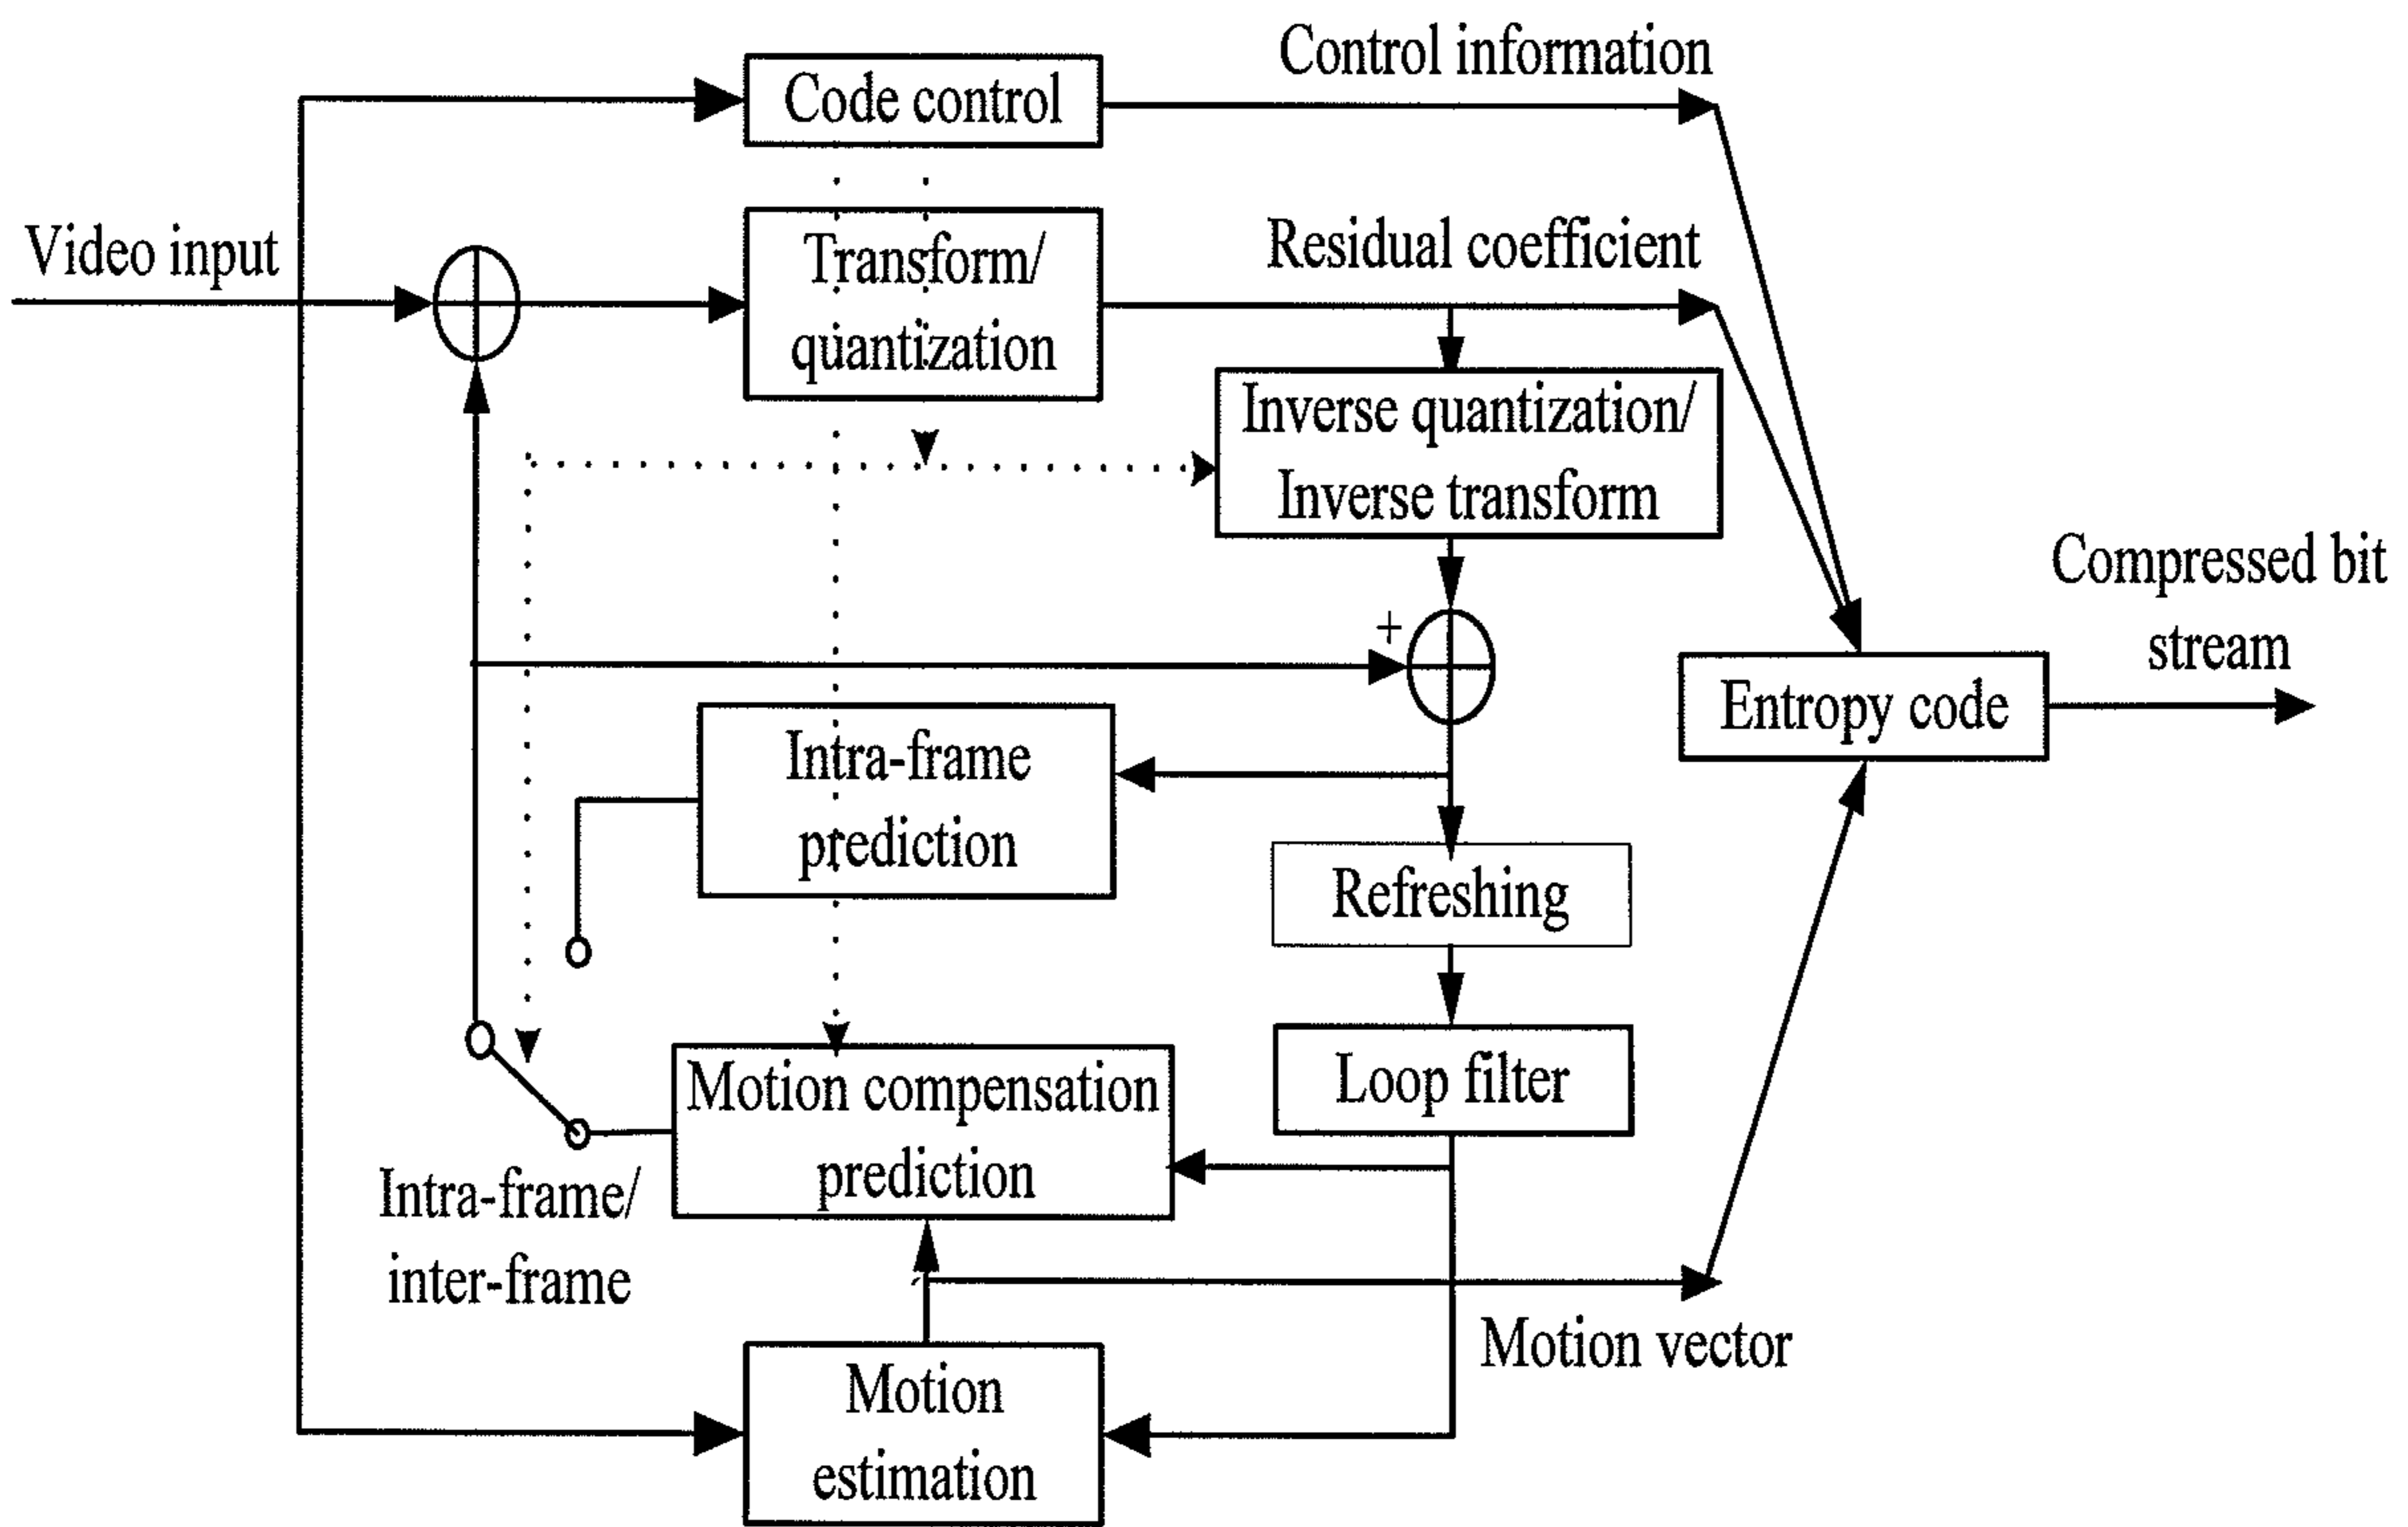 Control information
Code control
Video input
Transform/
quantization
Residual coefficient
Inverse quantization/
Inverse transform
Compressed bit
stream
+
Entropy code
Intra-frame
prediction
Refreshing
Loop filter
Motion compensation
prediction
Intra-frame/
inter-frame
Motion vector
Motion
estimation